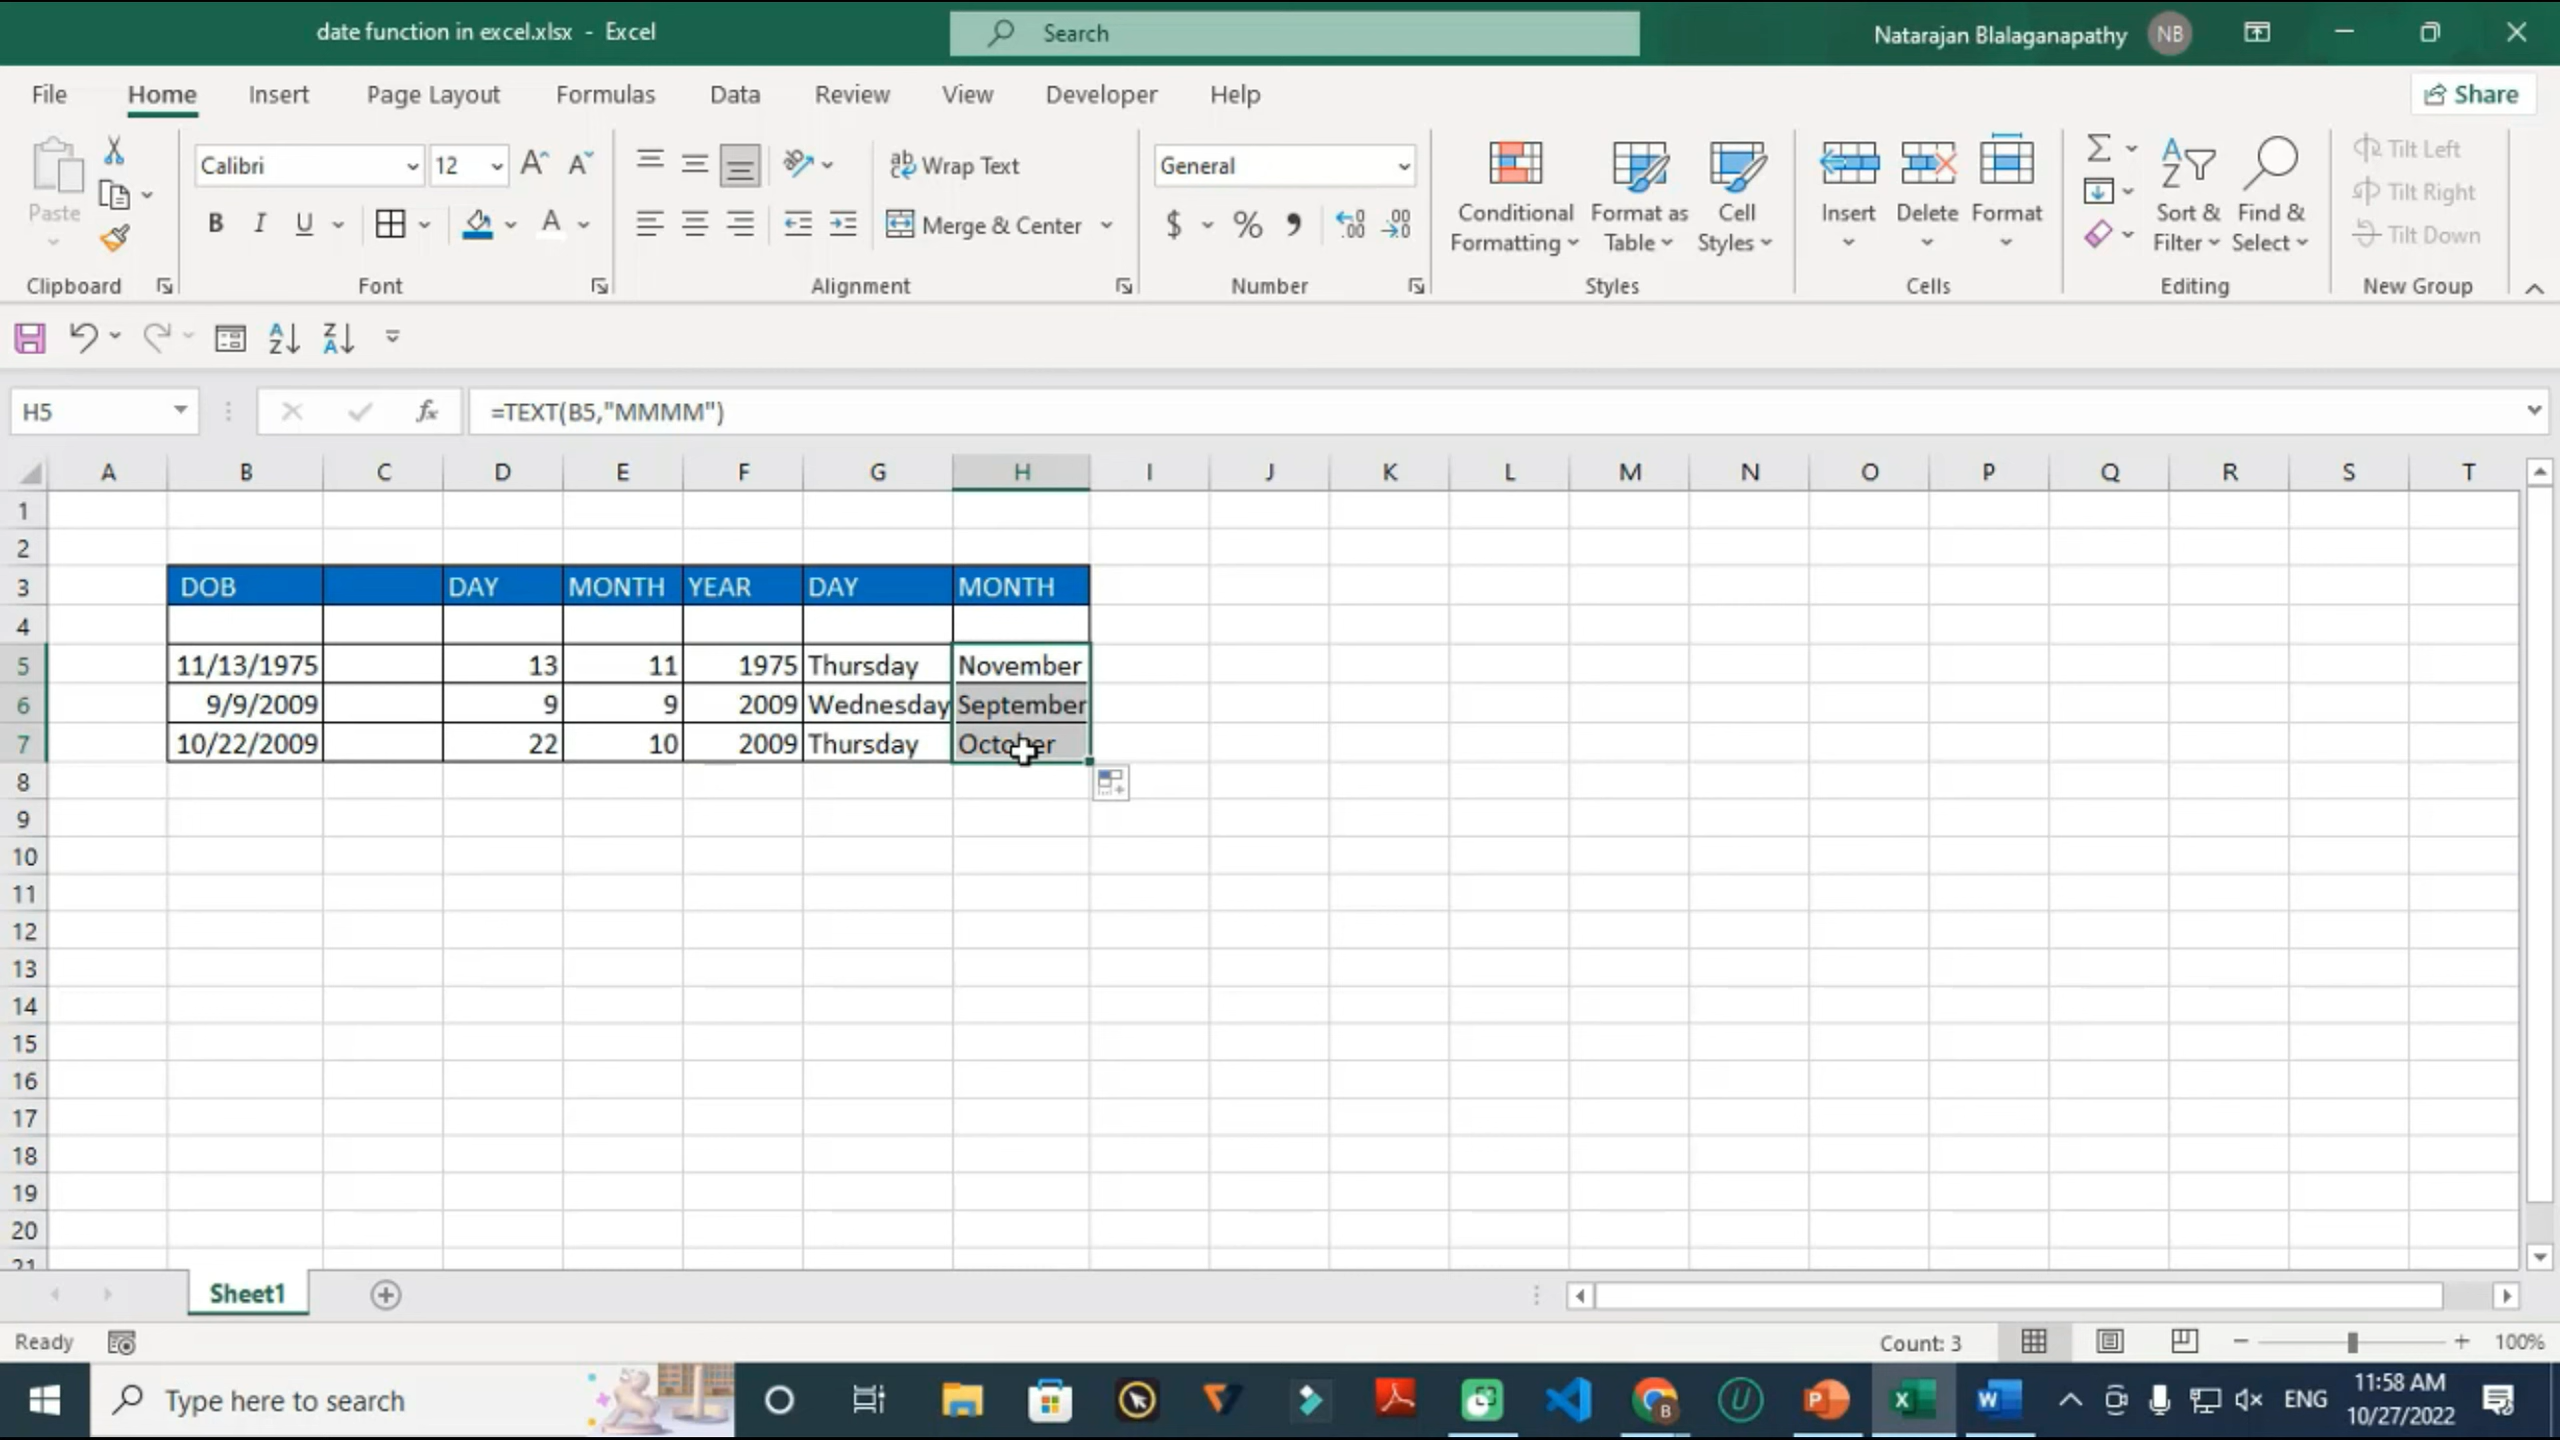 date function in excel.xlsx - Excel
Search
Natarajan Blalaganapathy NB
File Home Insert Page Layout Formulas Data Review View Developer Help Share
Paste
Calibri 12 A A
ab Wrap Text
General
B I U A
Merge & Center
$ % ,
Conditional Formatting
Format as Table
Cell Styles
Insert Delete Format
Sort & Filter
Find & Select
Tilt Left
Tilt Right
Tilt Down
Clipboard Font Alignment Number Styles Cells Editing New Group
H5 fx =TEXT(B5,"MMMM")
A B C D E F G H I J K L M N O P Q R S T
1
2
3 DOB DAY MONTH YEAR DAY MONTH
4
5 11/13/1975 13 11 1975 Thursday November
6 9/9/2009 9 9 2009 Wednesday September
7 10/22/2009 22 10 2009 Thursday October
8
9
10
11
12
13
14
15
16
17
18
19
20
21
Sheet1
Ready Count: 3 100%
Type here to search
ENG
11:58 AM
10/27/2022